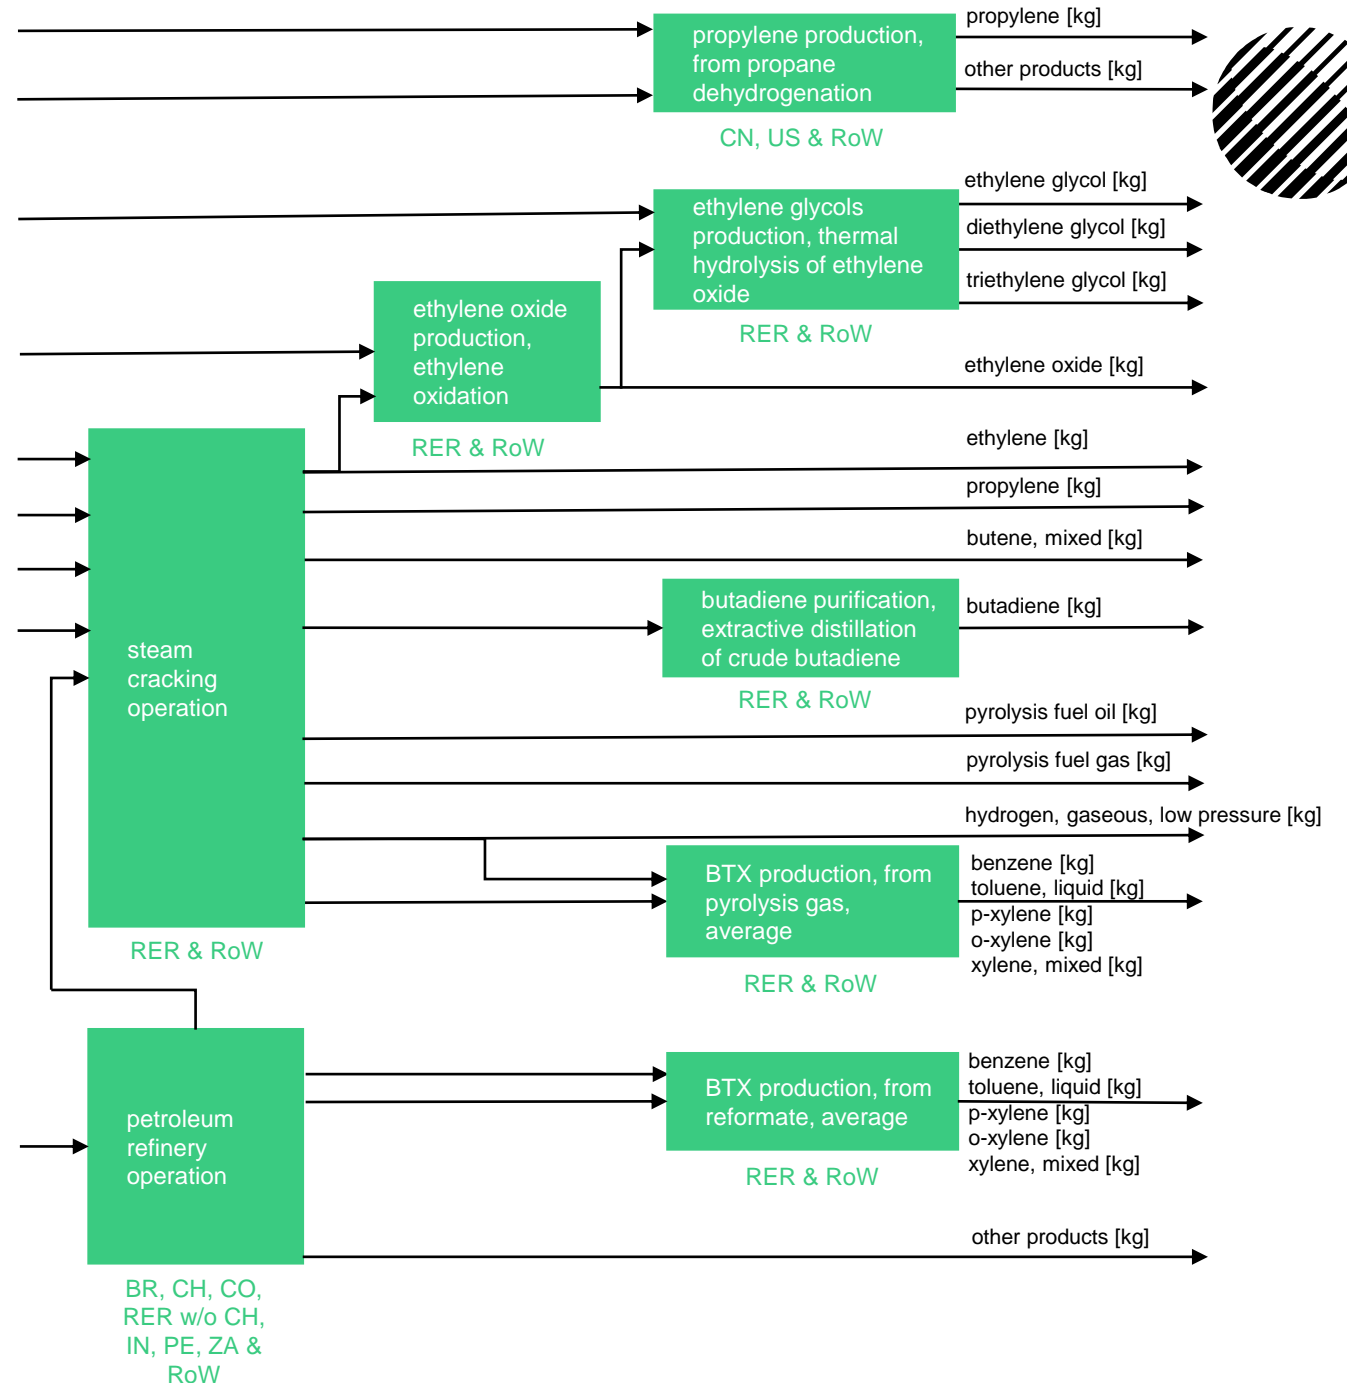 propylene [kg]
propylene production,
from propane
dehydrogenation
other products [kg]
CN, US & RoW
ethylene glycol [kg]
ethylene glycols
production, thermal
hydrolysis of ethylene
oxide
diethylene glycol [kg]
triethylene glycol [kg]
RER & RoW
ethylene oxide
production,
ethylene
oxidation
ethylene oxide [kg]
RER & RoW
ethylene [kg]
propylene [kg]
butene, mixed [kg]
butadiene purification,
extractive distillation
of crude butadiene
butadiene [kg]
RER & RoW
steam
cracking
operation
pyrolysis fuel oil [kg]
pyrolysis fuel gas [kg]
hydrogen, gaseous, low pressure [kg]
BTX production, from
pyrolysis gas,
average
benzene [kg]
toluene, liquid [kg]
p-xylene [kg]
o-xylene [kg]
xylene, mixed [kg]
RER & RoW
RER & RoW
petroleum
refinery
operation
BTX production, from
reformate, average
benzene [kg]
toluene, liquid [kg]
p-xylene [kg]
o-xylene [kg]
xylene, mixed [kg]
RER & RoW
other products [kg]
BR, CH, CO,
RER w/o CH,
IN, PE, ZA &
RoW